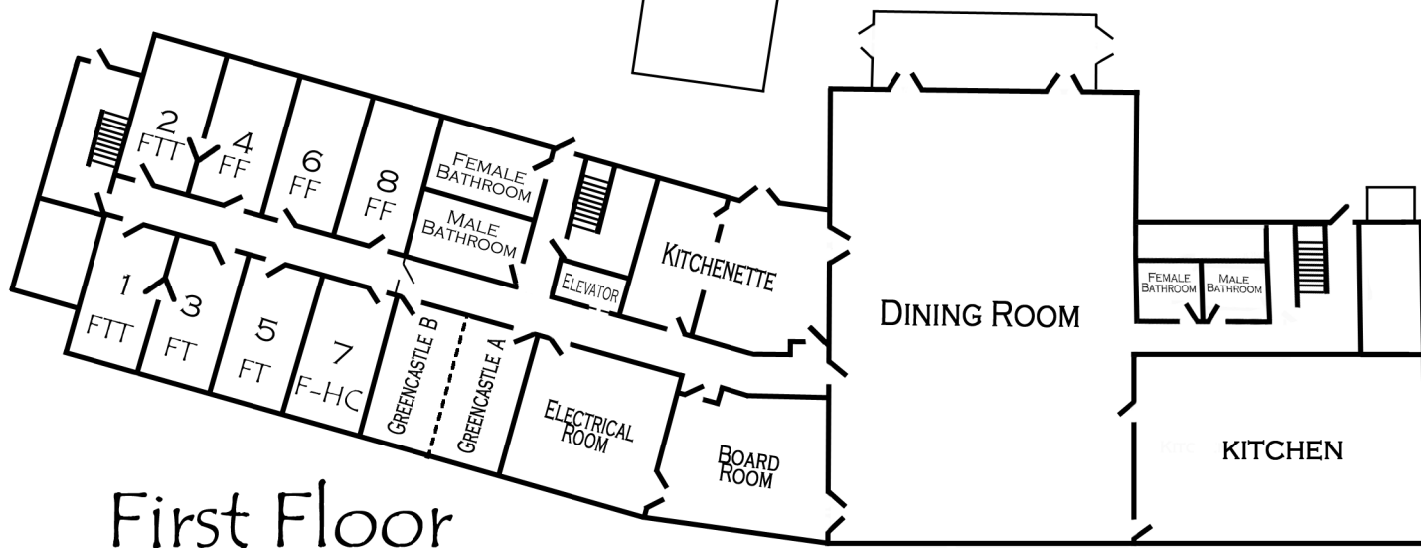 2
FTT
4
FF
6
FF
8
FF
FEMALE
BATHROOM
MALE
BATHROOM
ELEVATOR
KITCHENETTE
DINING ROOM
FEMALE
BATHROOM
MALE
BATHROOM
1
FTT
3
FT
5
FT
7
F-HC
GREENCASTLE B
GREENCASTLE A
ELECTRICAL
ROOM
BOARD
ROOM
KITCHEN
First Floor